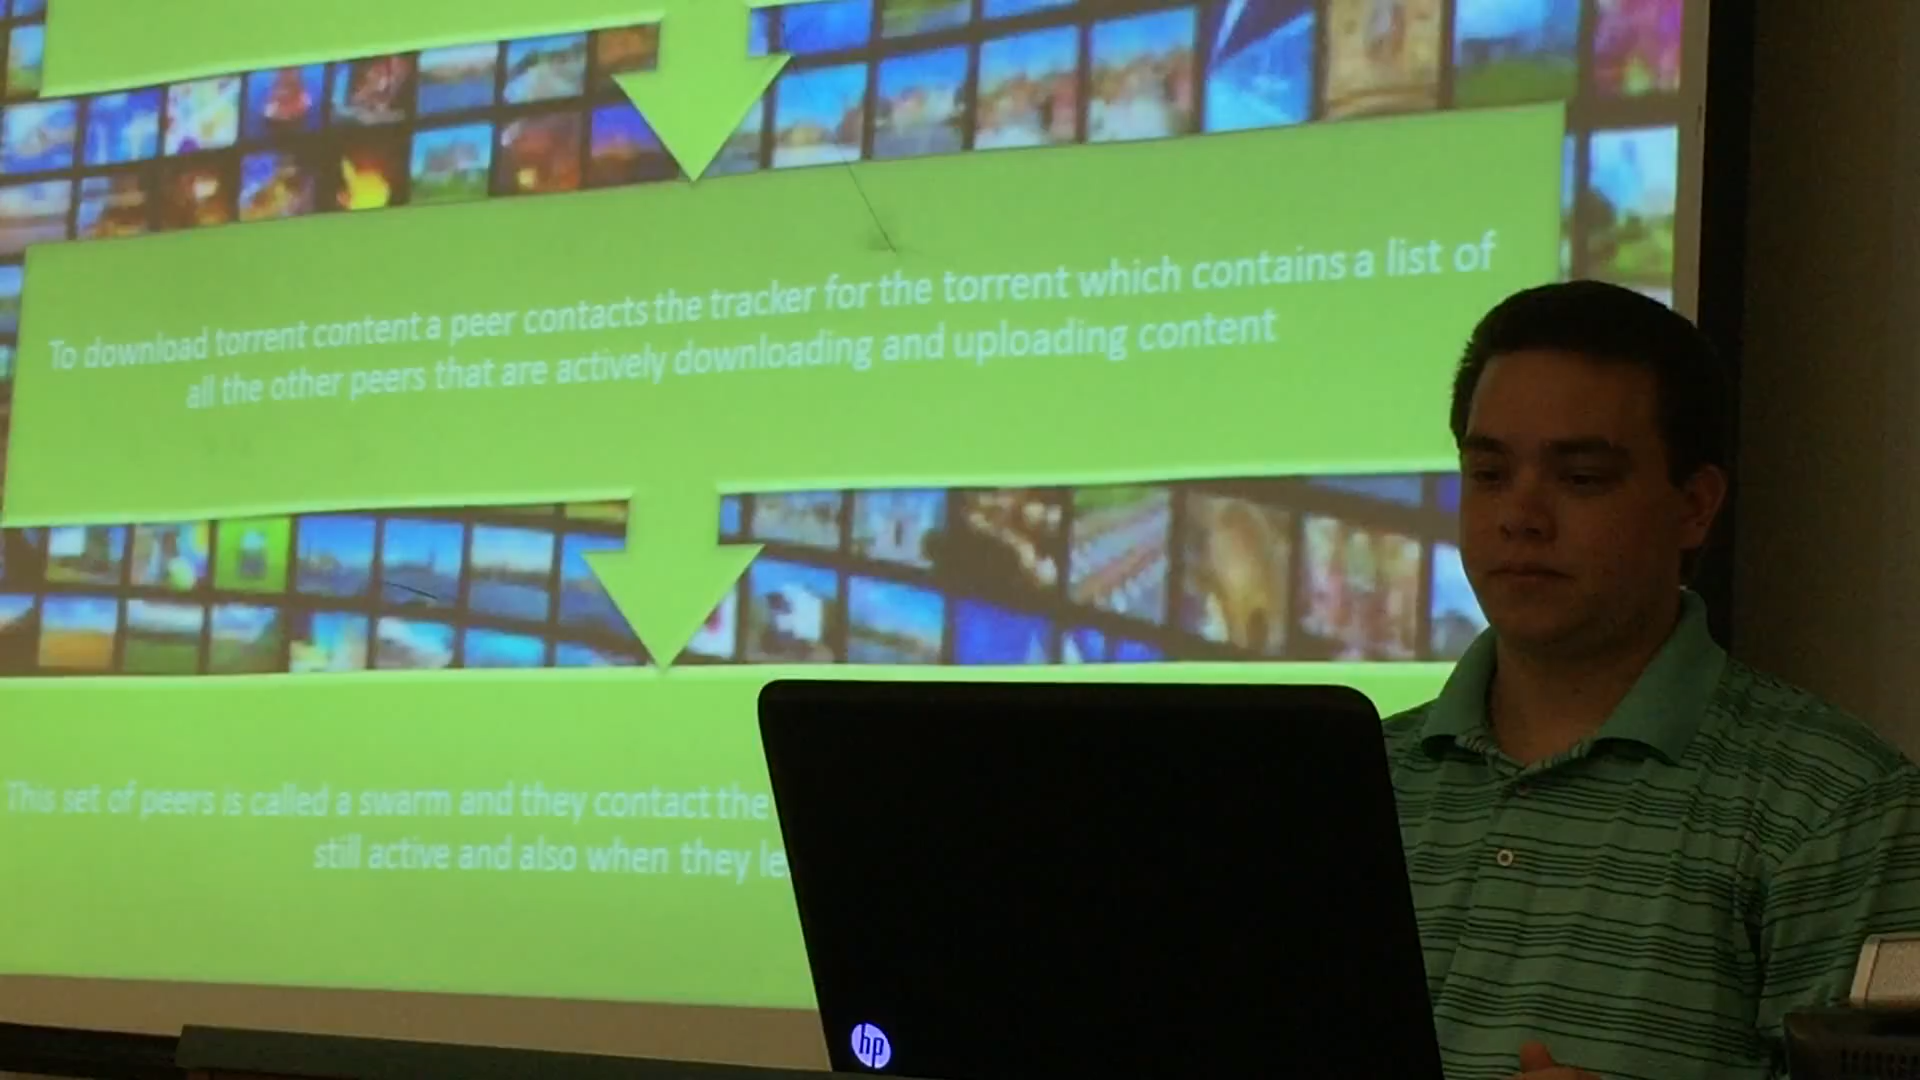 To download torrent content a peer contacts the tracker for the torrent which contains a list of
all the other peers that are actively downloading and uploading content
This set of peers is called a swarm and they contact the
still active and also when they le
hp